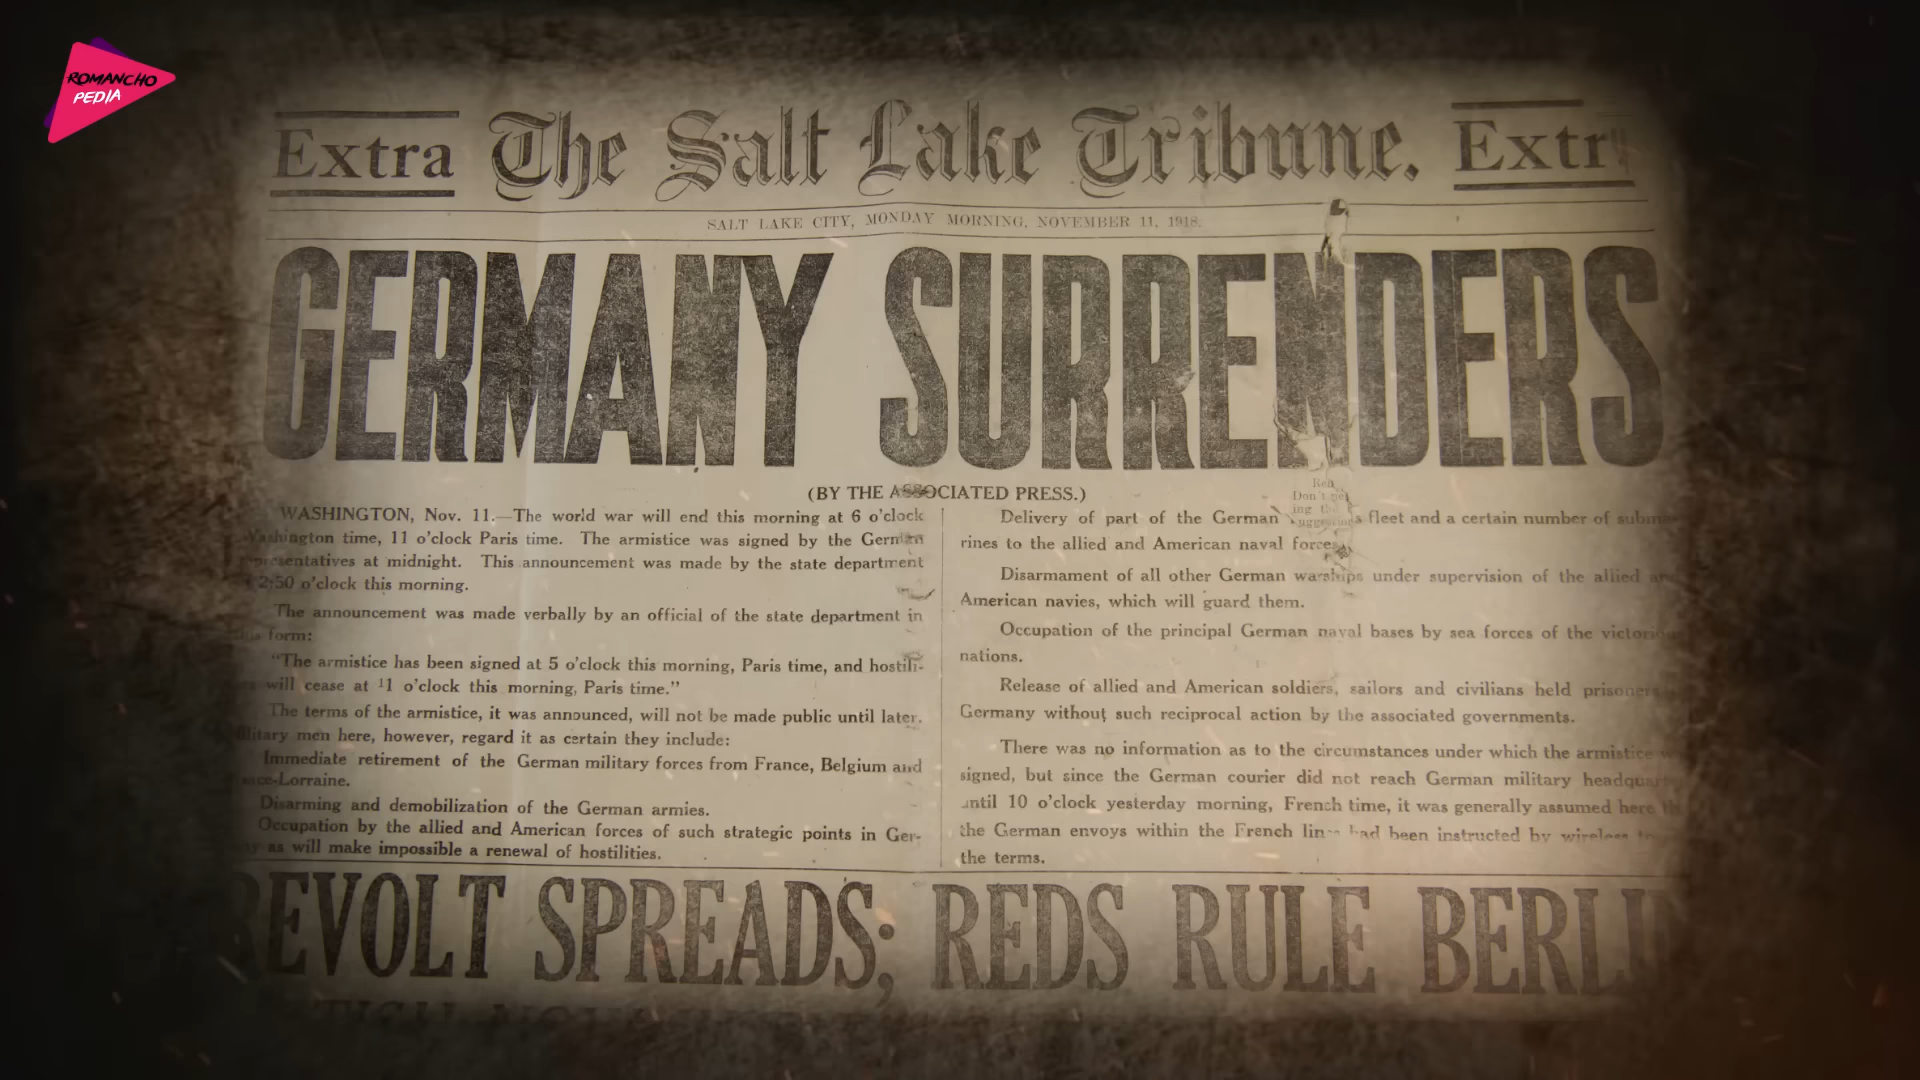 ROMANCHO
PEDIA
Extra The Salt Lake Tribune. Extr
SALT LAKE CITY, MONDAY MORNING, NOVEMBER 11, 1918.
GERMANY SURRENDERS
(BY THE ASSOCIATED PRESS.)
WASHINGTON, Nov. 11.—The world war will end this morning at 6 o'clock
Washington time, 11 o'clock Paris time. The armistice was signed by the German
representatives at midnight. This announcement was made by the state department
2:50 o'clock this morning.
The announcement was made verbally by an official of the state department in
form:
"The armistice has been signed at 5 o'clock this morning, Paris time, and hostili-
will cease at 11 o'clock this morning, Paris time."
The terms of the armistice, it was announced, will not be made public until later.
litary men here, however, regard it as certain they include:
Immediate retirement of the German military forces from France, Belgium and
ace-Lorraine.
Disarming and demobilization of the German armies.
Occupation by the allied and American forces of such strategic points in Ger-
as will make impossible a renewal of hostilities.
Delivery of part of the German fleet and a certain number of subm
rines to the allied and American naval forces
Disarmament of all other German warships under supervision of the allied
American navies, which will guard them.
Occupation of the principal German naval bases by sea forces of the victori
nations.
Release of allied and American soldiers, sailors and civilians held prisoners
Germany without such reciprocal action by the associated governments.
There was no information as to the circumstances under which the armistice
signed, but since the German courier did not reach German military headquar
until 10 o'clock yesterday morning, French time, it was generally assumed here
the German envoys within the French lines had been instructed by wireless
the terms.
REVOLT SPREADS; REDS RULE BERLI